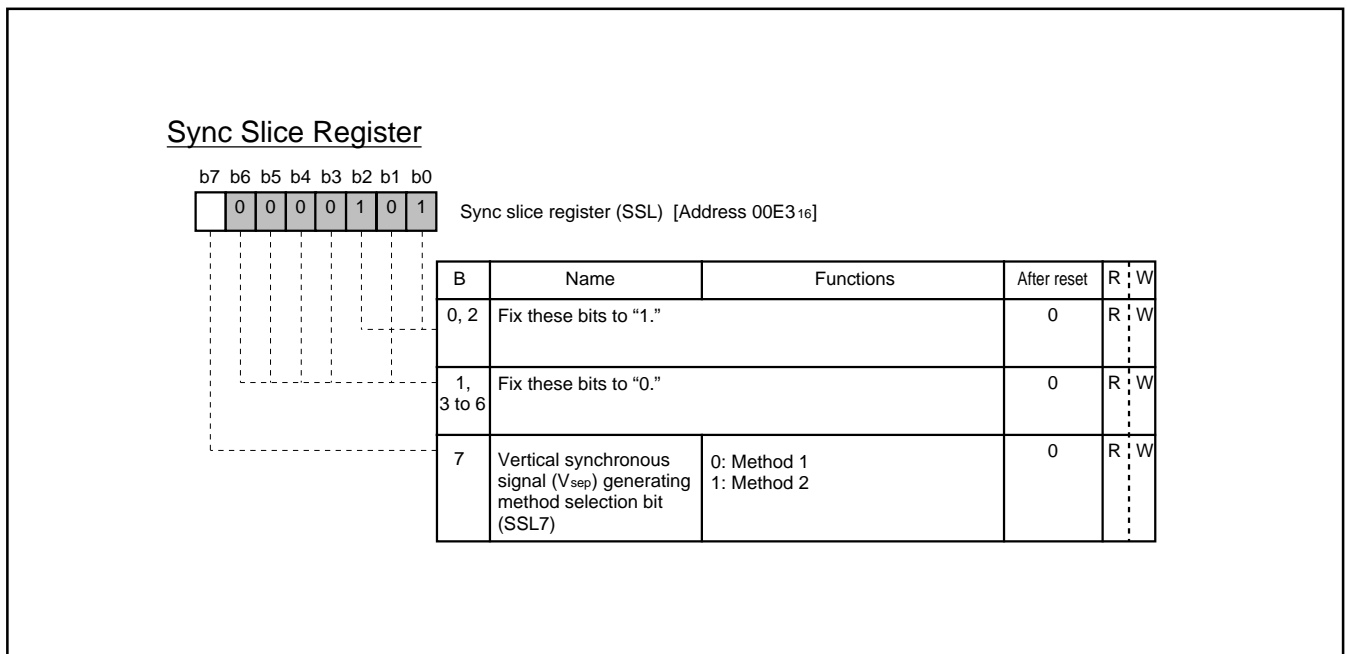 Sync Slice Register
b7 b6 b5 b4 b3 b2 b1 b0
0 0 0 0 1 0 1
Sync slice register (SSL) [Address 00E3₁₆]
B Name Functions After reset R W
0, 2 Fix these bits to “1.” 0 R W
1,
3 to 6
Fix these bits to “0.” 0 R W
7
Vertical synchronous
signal (Vsep) generating
method selection bit
(SSL7)
0: Method 1
1: Method 2
0 R W